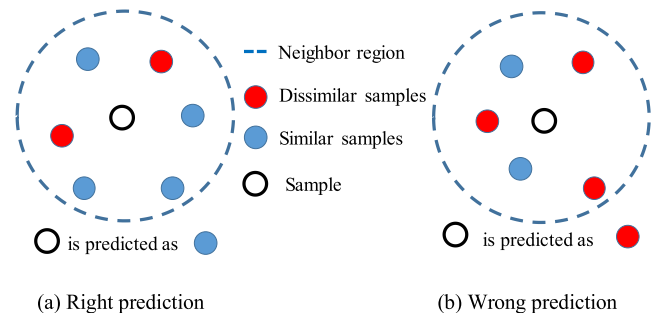 Neighbor region
Dissimilar samples
Similar samples
Sample
is predicted as
is predicted as
(a) Right prediction
(b) Wrong prediction